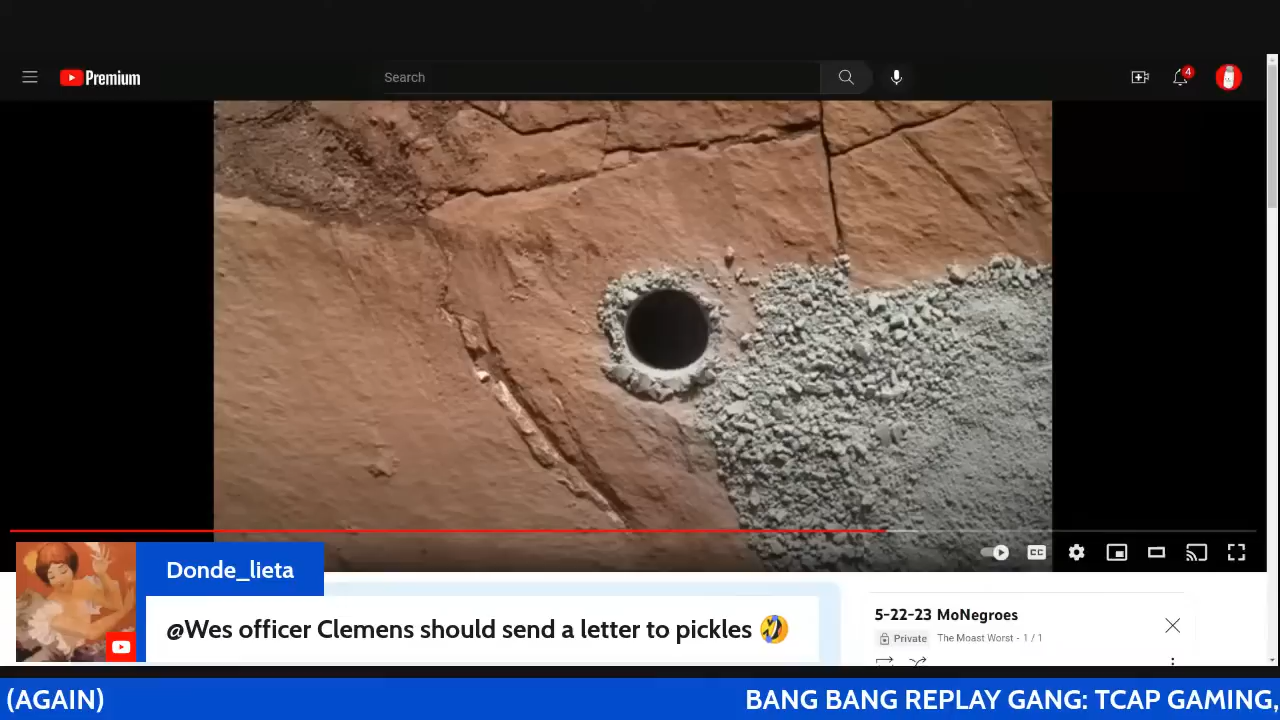 Premium
Search
4
CC
Donde_lieta
@Wes officer Clemens should send a letter to pickles 🤣
5-22-23 MoNegroes
Private The Moast Worst - 1 / 1
(AGAIN) BANG BANG REPLAY GANG: TCAP GAMING,